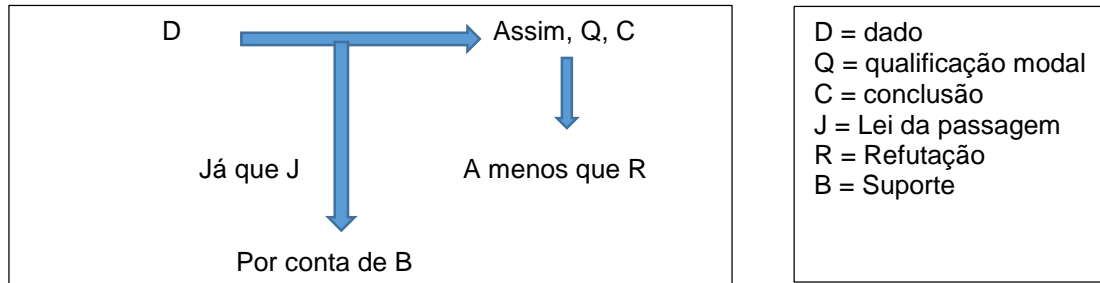 D Assim, Q, C
Já que J A menos que R
Por conta de B
D = dado
Q = qualificação modal
C = conclusão
J = Lei da passagem
R = Refutação
B = Suporte